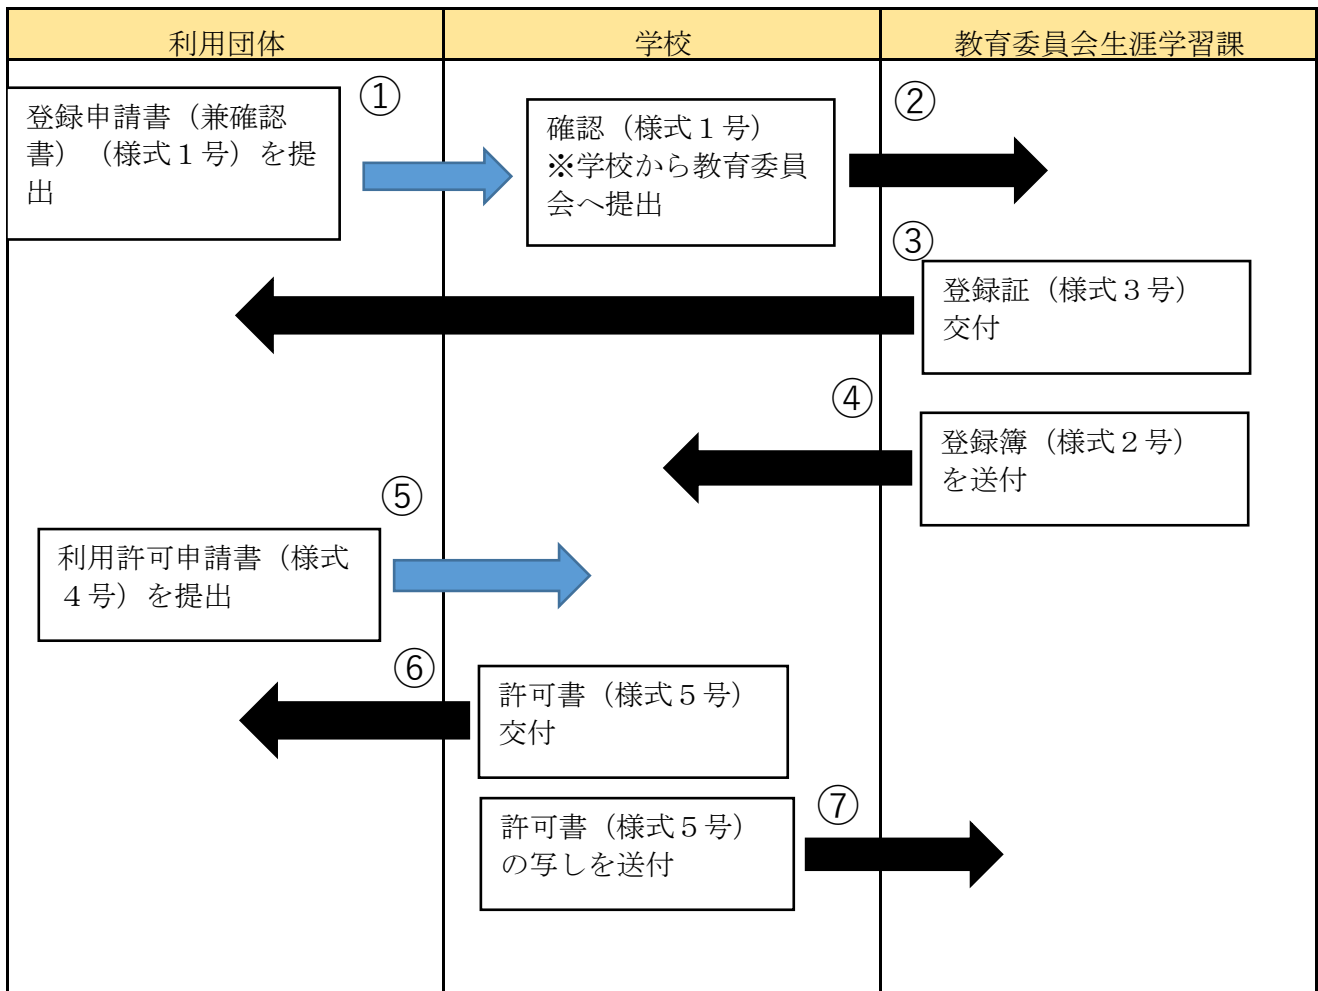 利用団体
学校
教育委員会生涯学習課
①
登録申請書（兼確認
書）（様式１号）を提
出
確認（様式１号）
※学校から教育委員
会へ提出
②
③
登録証（様式３号）
交付
④
登録簿（様式２号）
を送付
⑤
利用許可申請書（様式
４号）を提出
⑥
許可書（様式５号）
交付
許可書（様式５号）
の写しを送付
⑦